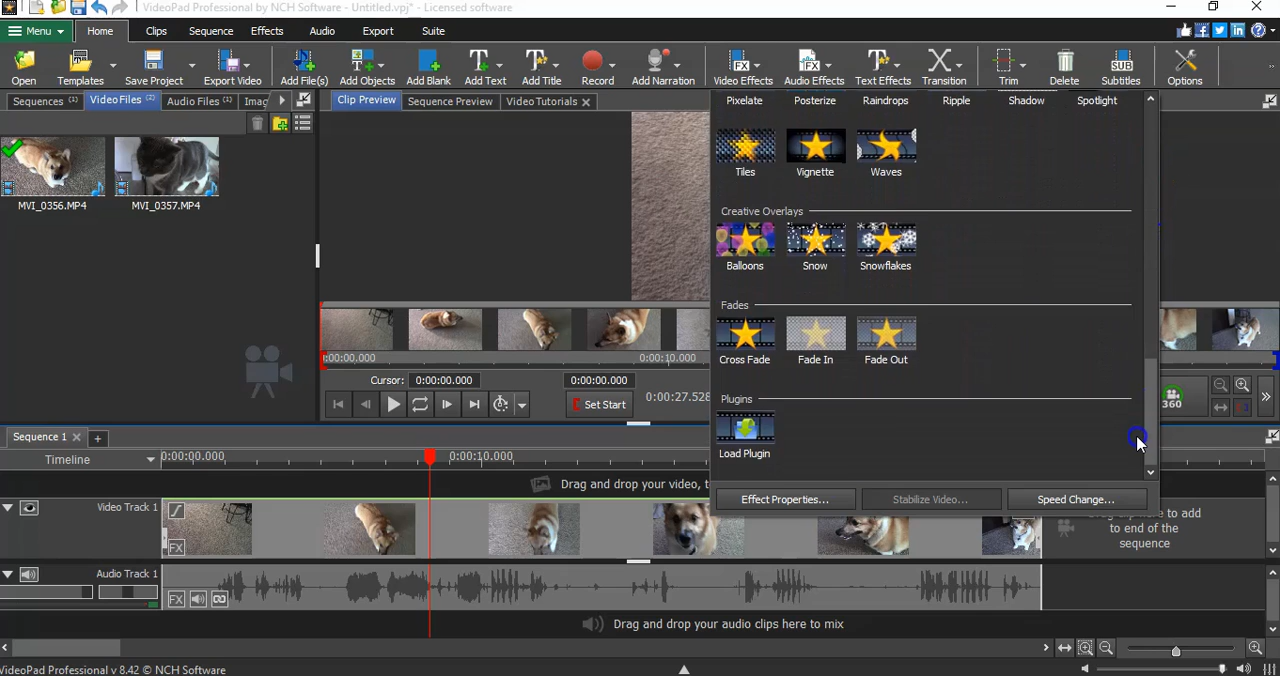 VideoPad Professional by NCH Software - Untitled.vpj* - Licensed software
Menu Home Clips Sequence Effects Audio Export Suite
Open Templates Save Project Export Video Add File(s) Add Objects Add Blank Add Text Add Title Record Add Narration Video Effects Audio Effects Text Effects Transition Trim Delete Subtitles Options
Sequences (1) Video Files (2) Audio Files (1) Imag Clip Preview Sequence Preview Video Tutorials
Pixelate Posterize Raindrops Ripple Shadow Spotlight
Tiles Vignette Waves
MVI_0356.MP4 MVI_0357.MP4
Creative Overlays
Balloons Snow Snowflakes
Fades
Cross Fade Fade In Fade Out
0:00:00.000 0:00:10.000
Cursor: 0:00:00.000 0:00:00.000
Set Start 0:00:27.528
360
Plugins
Load Plugin
Effect Properties... Stabilize Video... Speed Change...
Sequence 1
Timeline 0:00:00.000 0:00:10.000
Drag and drop your video, t
Video Track 1
FX
to add
to end of the
sequence
Audio Track 1
FX
Drag and drop your audio clips here to mix
VideoPad Professional v 8.42 © NCH Software